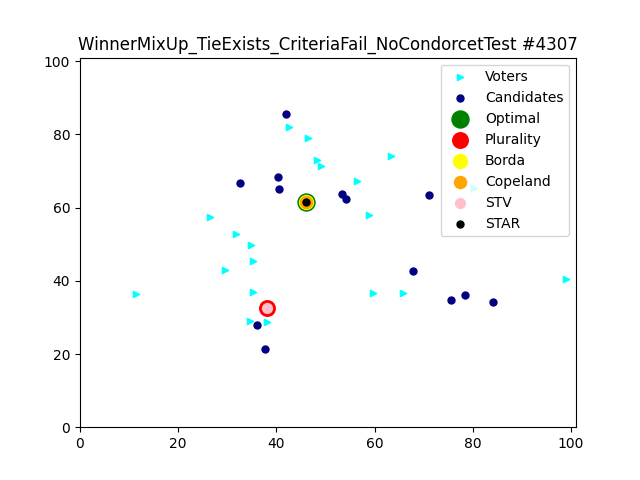 WinnerMixUp_TieExists_CriteriaFail_NoCondorcetTest #4307
100
80
60
40
20
0
0 20 40 60 80 100
Voters
Candidates
Optimal
Plurality
Borda
Copeland
STV
STAR